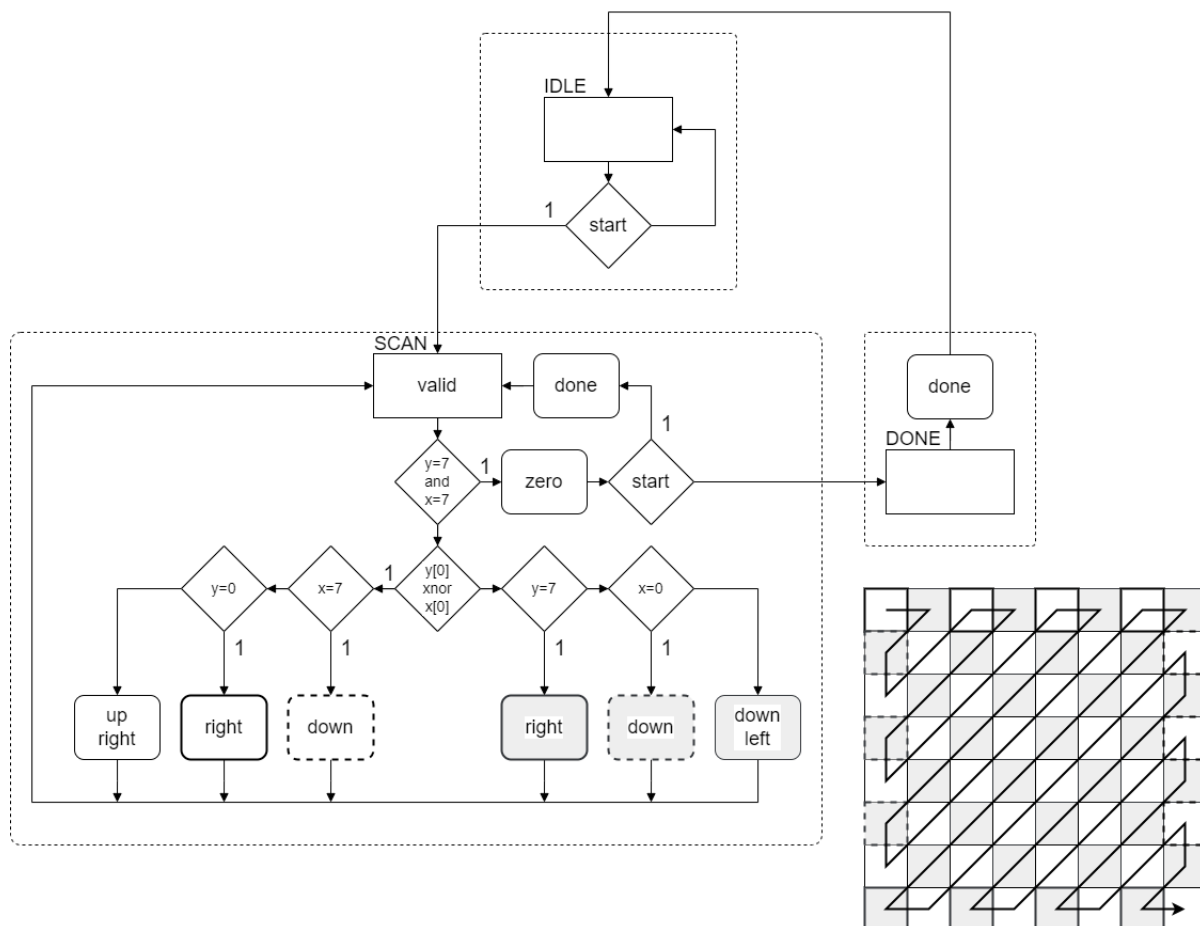 IDLE
1
start
SCAN
valid
done
done
1
DONE
y=7
and
x=7
1
zero
start
y=0
x=7
1
y[0]
xnor
x[0]
y=7
x=0
1
1
1
1
up
right
right
down
right
down
down
left